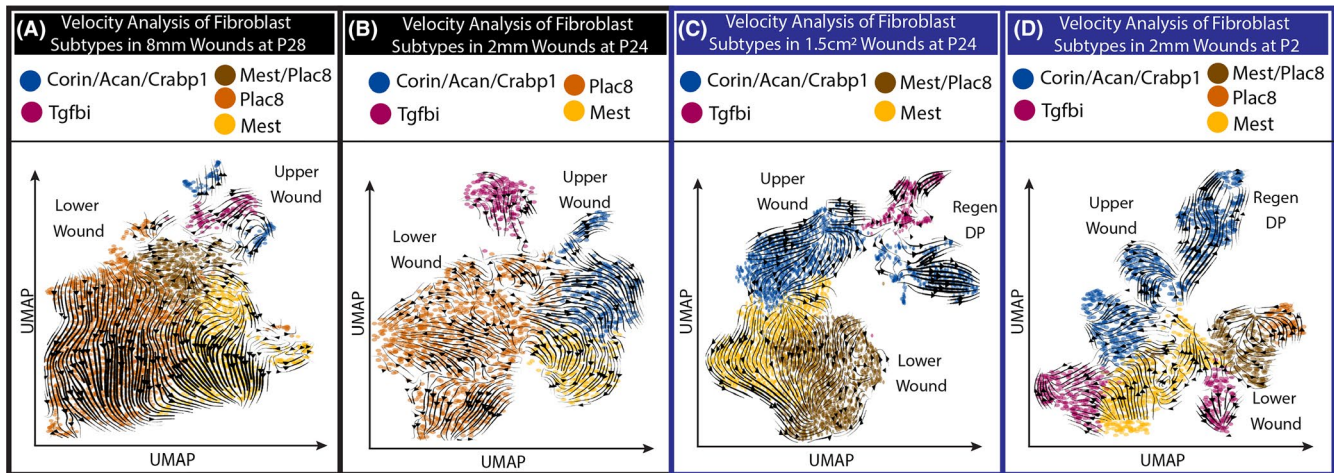 (A) Velocity Analysis of Fibroblast
Subtypes in 8mm Wounds at P28
Corin/Acan/Crabp1
Mest/Plac8
Plac8
Tgfbi
Mest
Upper
Wound
Lower
Wound
UMAP
UMAP
(B) Velocity Analysis of Fibroblast
Subtypes in 2mm Wounds at P24
Corin/Acan/Crabp1
Plac8
Tgfbi
Mest
Upper
Wound
Lower
Wound
UMAP
UMAP
(C) Velocity Analysis of Fibroblast
Subtypes in 1.5cm² Wounds at P24
Corin/Acan/Crabp1
Mest/Plac8
Tgfbi
Mest
Upper
Wound
Regen
DP
Lower
Wound
UMAP
UMAP
(D) Velocity Analysis of Fibroblast
Subtypes in 2mm Wounds at P2
Corin/Acan/Crabp1
Mest/Plac8
Plac8
Tgfbi
Mest
Regen
DP
Upper
Wound
Lower
Wound
UMAP
UMAP